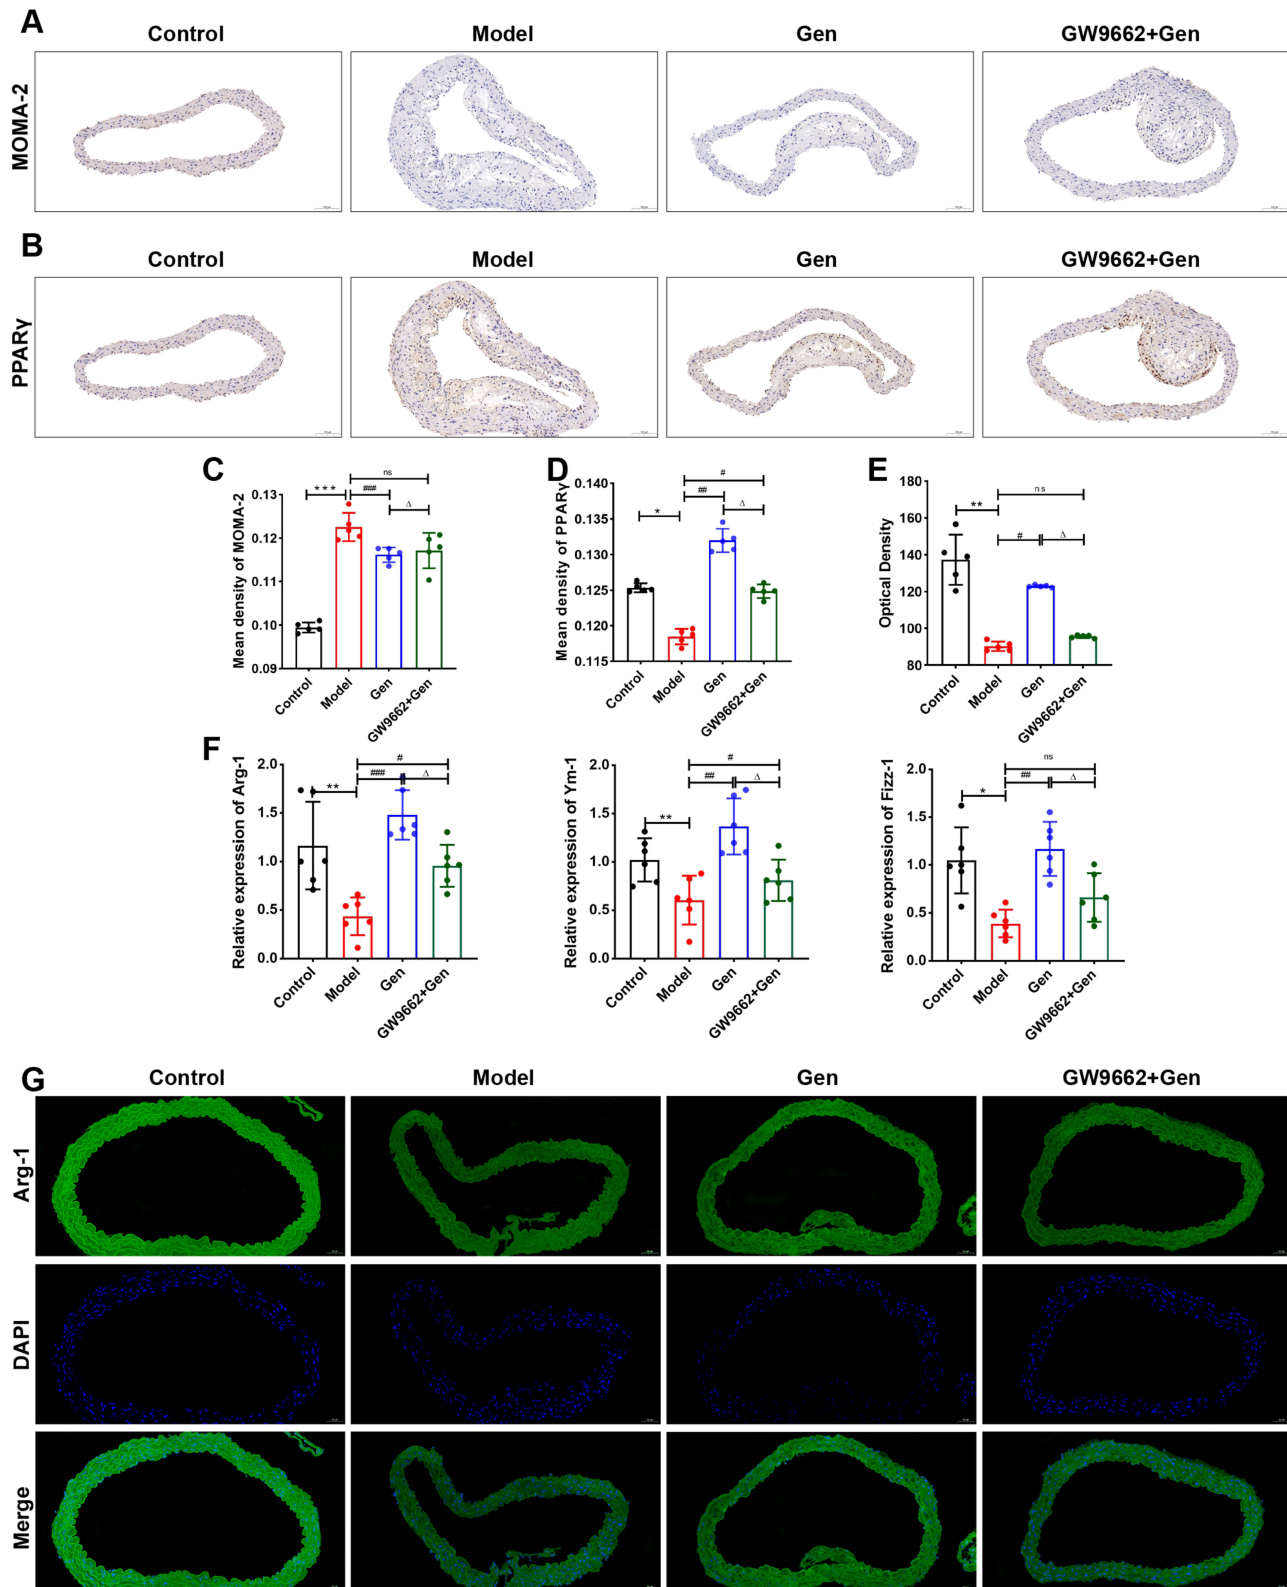 A
Control Model Gen GW9662+Gen
MOMA-2
B
Control Model Gen GW9662+Gen
PPARγ
C
Mean density of MOMA-2
0.13
0.12
0.11
0.10
0.09
*** ### ns Δ
Control Model Gen GW9662+Gen
D
Mean density of PPARγ
0.140
0.135
0.130
0.125
0.120
0.115
* ## # Δ
Control Model Gen GW9662+Gen
E
Optical Density
180
160
140
120
100
80
** ns # Δ
Control Model Gen GW9662+Gen
F
Relative expression of Arg-1
2.0
1.5
1.0
0.5
0.0
** ### # Δ
Control Model Gen GW9662+Gen
Relative expression of Ym-1
2.0
1.5
1.0
0.5
0.0
** ## # Δ
Control Model Gen GW9662+Gen
Relative expression of Fizz-1
2.0
1.5
1.0
0.5
0.0
* ## ns Δ
Control Model Gen GW9662+Gen
G
Control Model Gen GW9662+Gen
Arg-1
DAPI
Merge